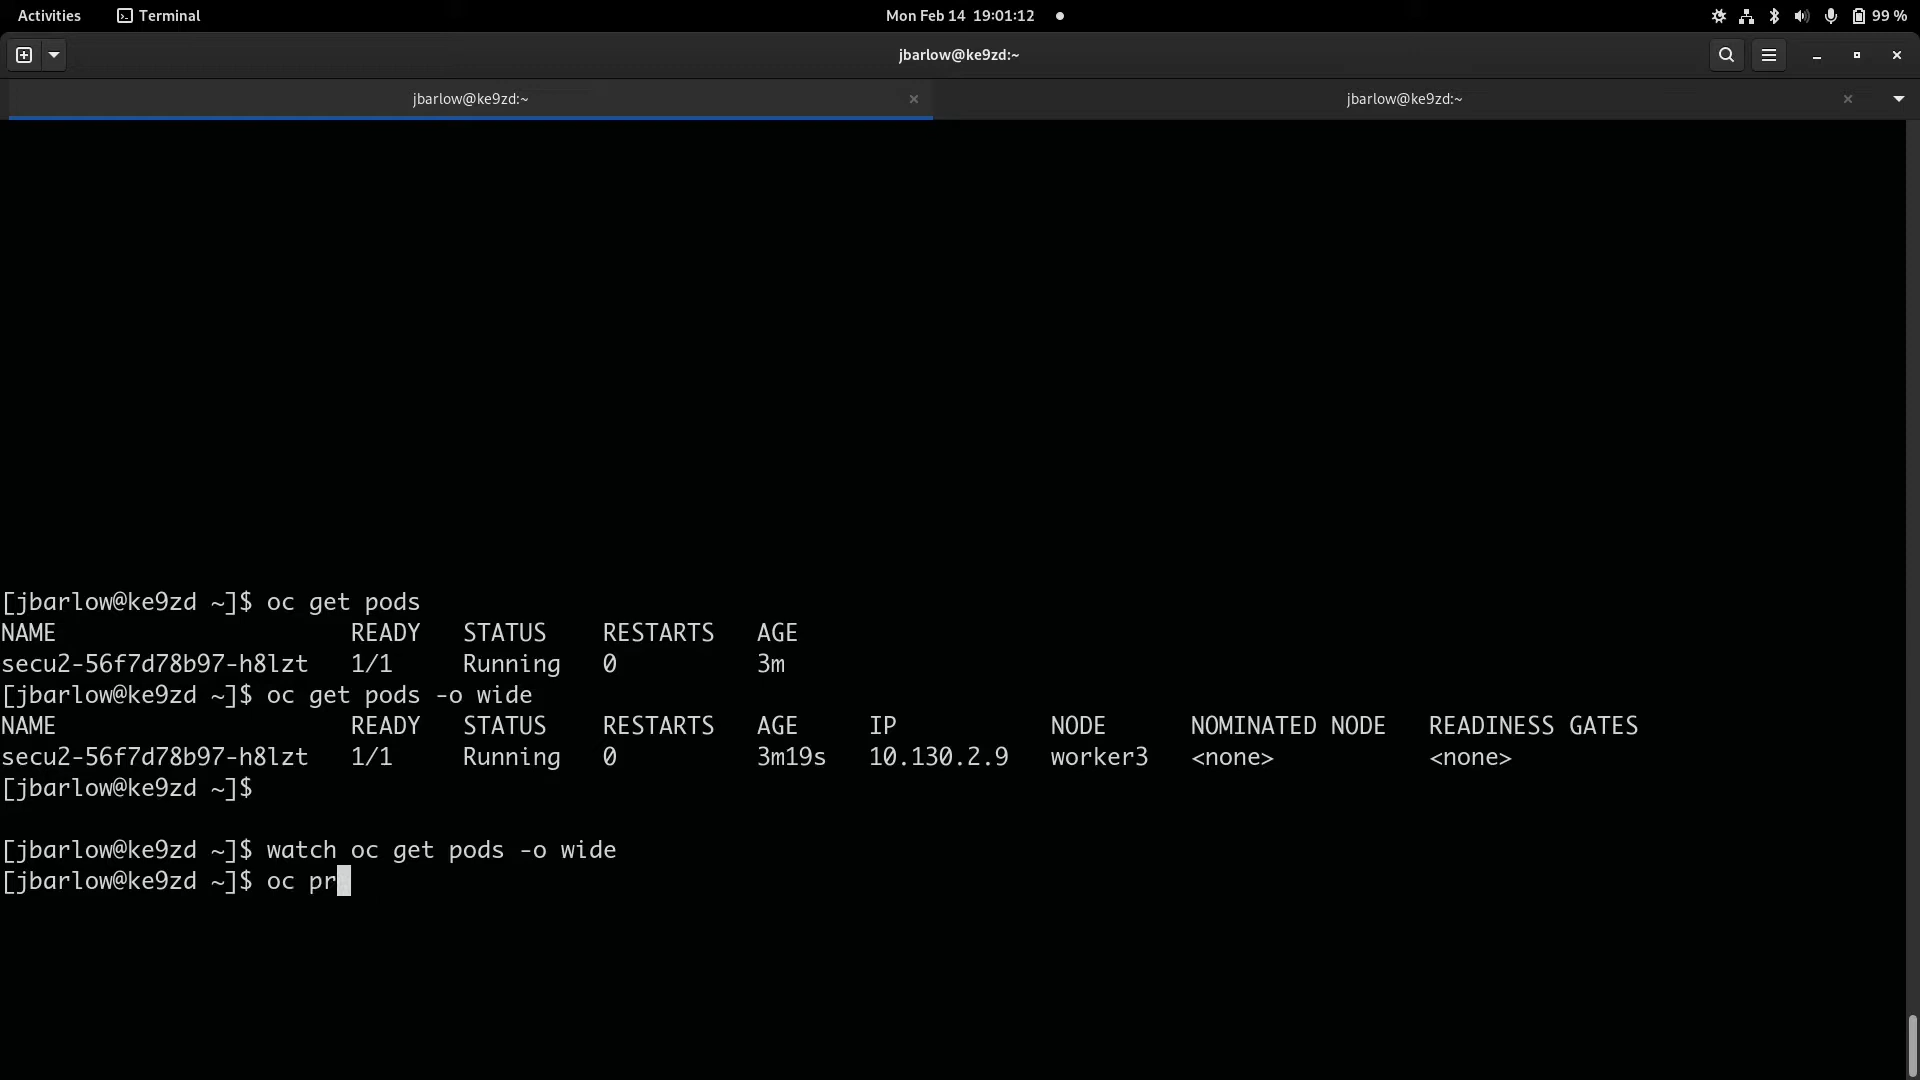 Activities Terminal Mon Feb 14 19:01:12 99 %
jbarlow@ke9zd:~
jbarlow@ke9zd:~ jbarlow@ke9zd:~
[jbarlow@ke9zd ~]$ oc get pods
NAME READY STATUS RESTARTS AGE
secu2-56f7d78b97-h8lzt 1/1 Running 0 3m
[jbarlow@ke9zd ~]$ oc get pods -o wide
NAME READY STATUS RESTARTS AGE IP NODE NOMINATED NODE READINESS GATES
secu2-56f7d78b97-h8lzt 1/1 Running 0 3m19s 10.130.2.9 worker3 <none> <none>
[jbarlow@ke9zd ~]$
[jbarlow@ke9zd ~]$ watch oc get pods -o wide
[jbarlow@ke9zd ~]$ oc pr